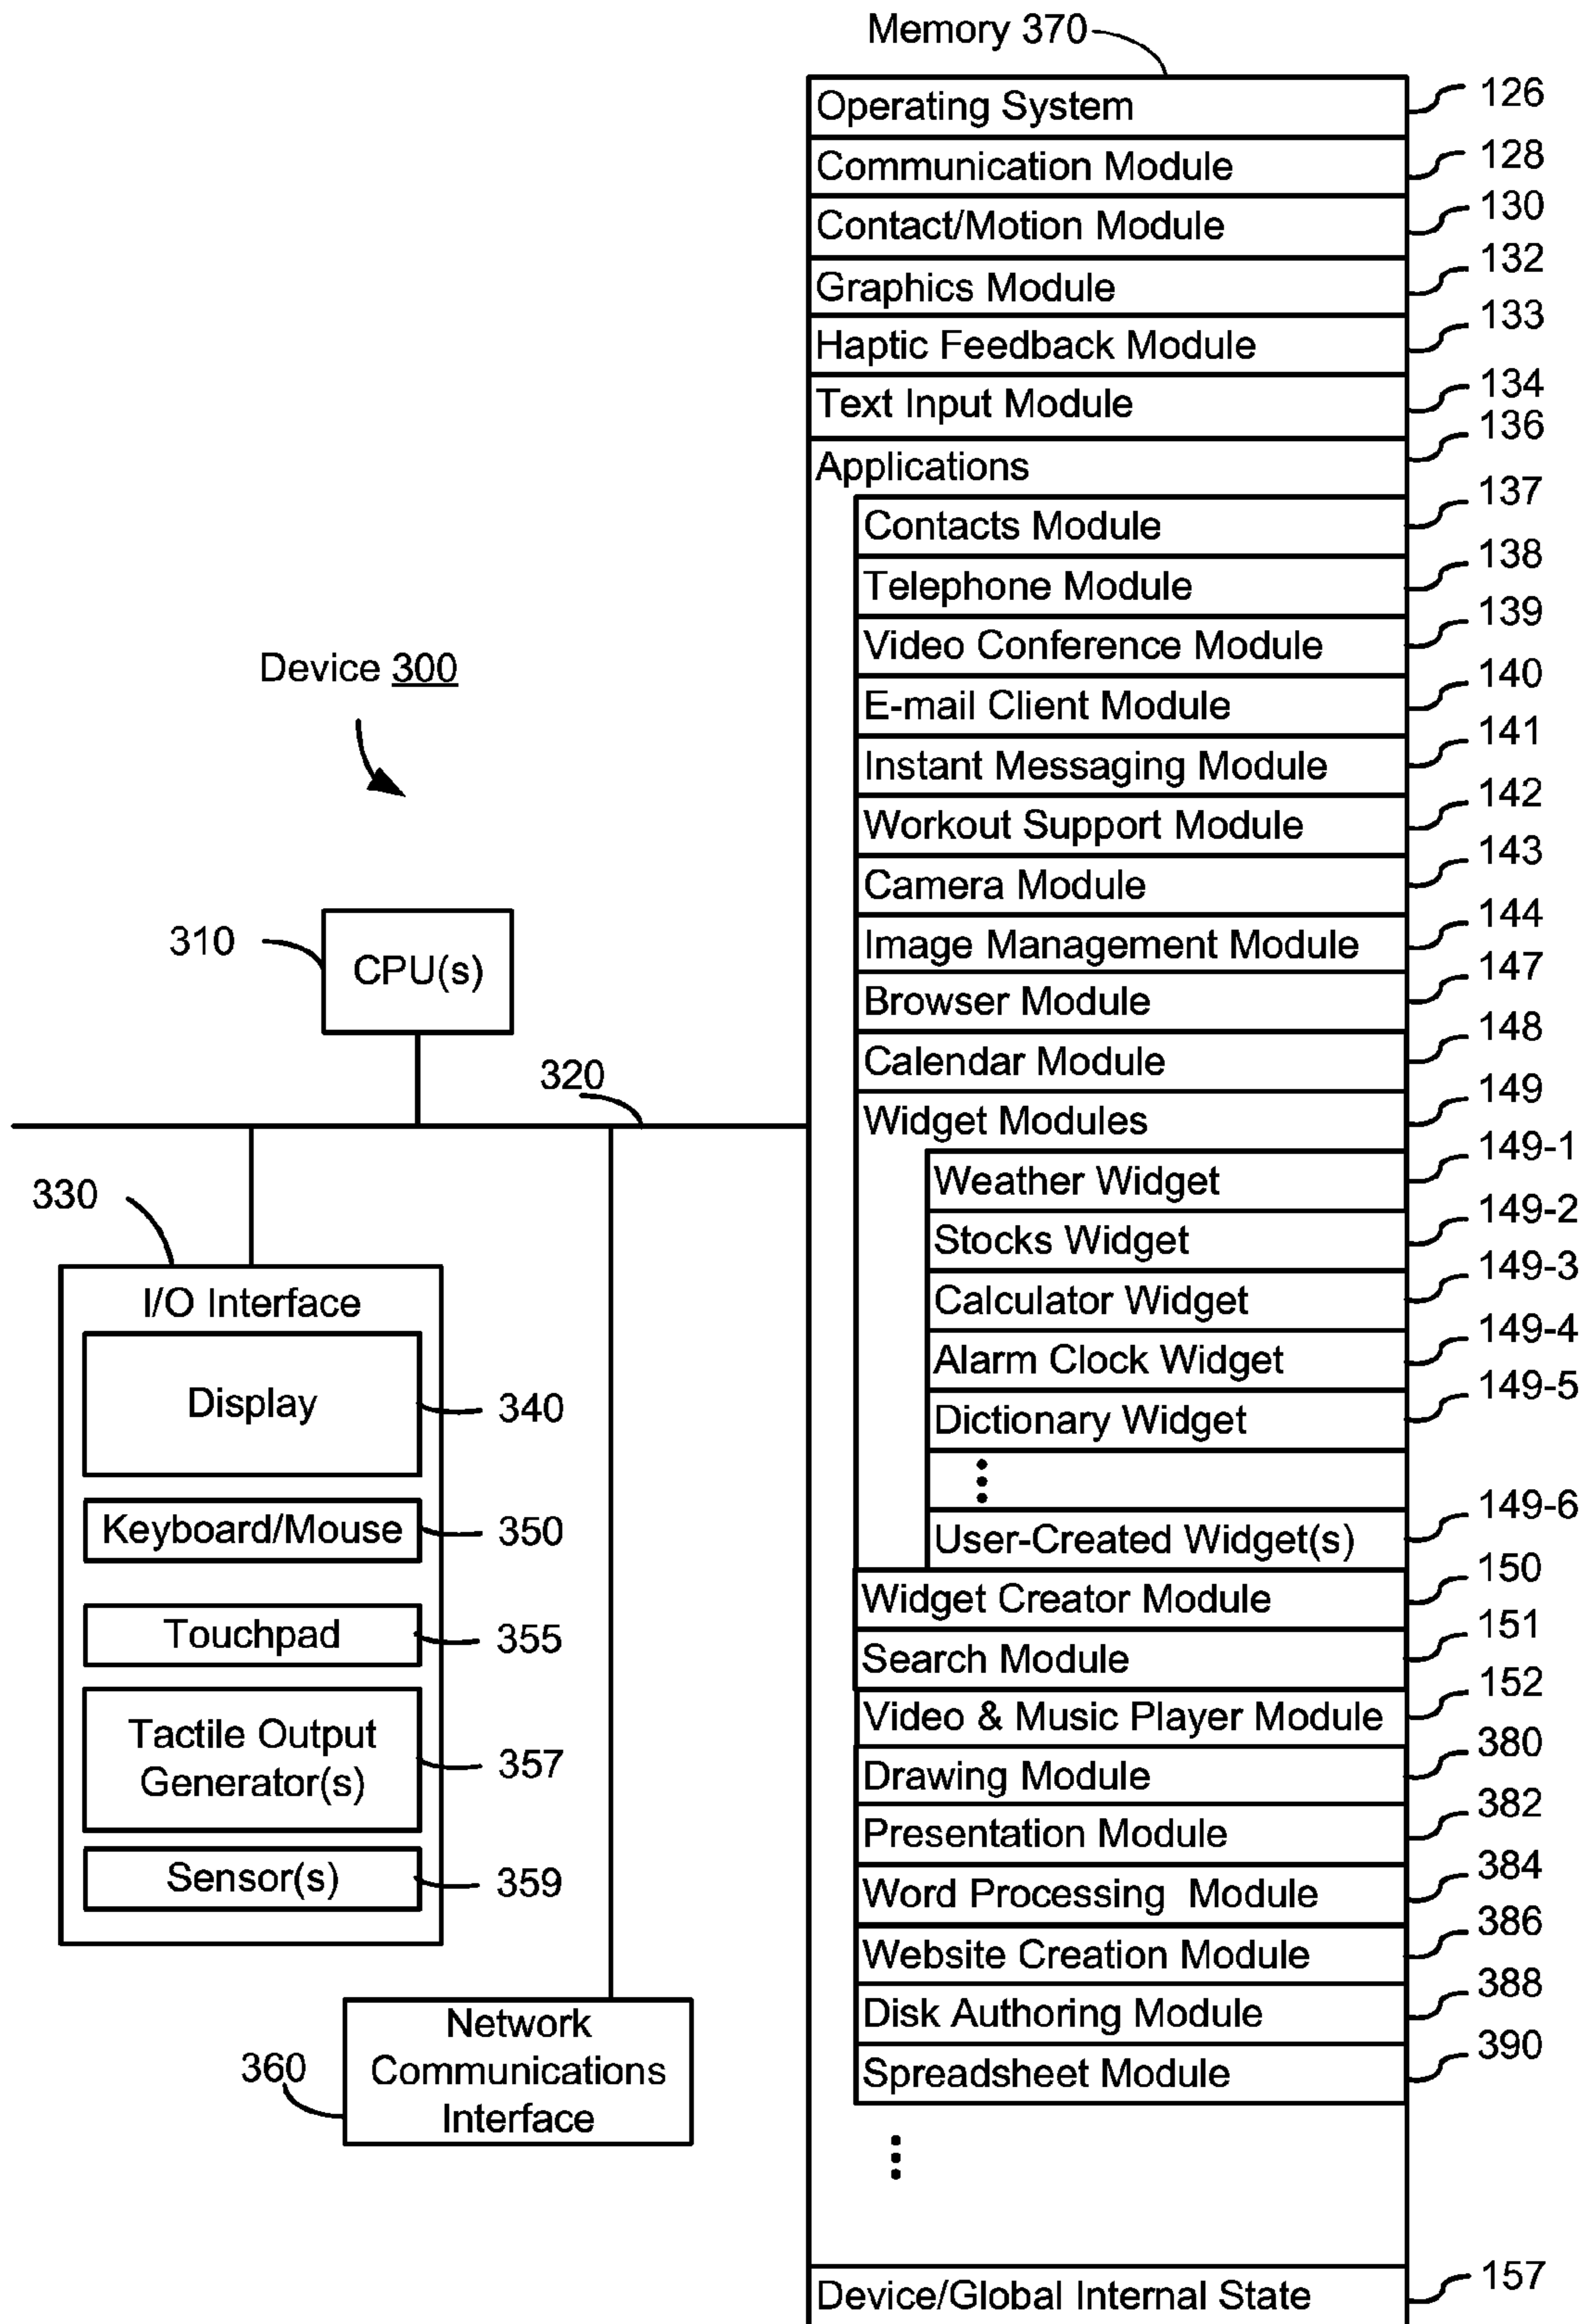 Memory 370
Operating System 126
Communication Module 128
Contact/Motion Module 130
Graphics Module 132
Haptic Feedback Module 133
Text Input Module 134
Applications 136
Contacts Module 137
Telephone Module 138
Video Conference Module 139
E-mail Client Module 140
Instant Messaging Module 141
Workout Support Module 142
Camera Module 143
Image Management Module 144
Browser Module 147
Calendar Module 148
Widget Modules 149
Weather Widget 149-1
Stocks Widget 149-2
Calculator Widget 149-3
Alarm Clock Widget 149-4
Dictionary Widget 149-5
User-Created Widget(s) 149-6
Widget Creator Module 150
Search Module 151
Video & Music Player Module 152
Drawing Module 380
Presentation Module 382
Word Processing Module 384
Website Creation Module 386
Disk Authoring Module 388
Spreadsheet Module 390
Device/Global Internal State 157
Device 300
310
CPU(s)
320
330
I/O Interface
Display 340
Keyboard/Mouse 350
Touchpad 355
Tactile Output
Generator(s)
357
Sensor(s) 359
360
Network
Communications
Interface